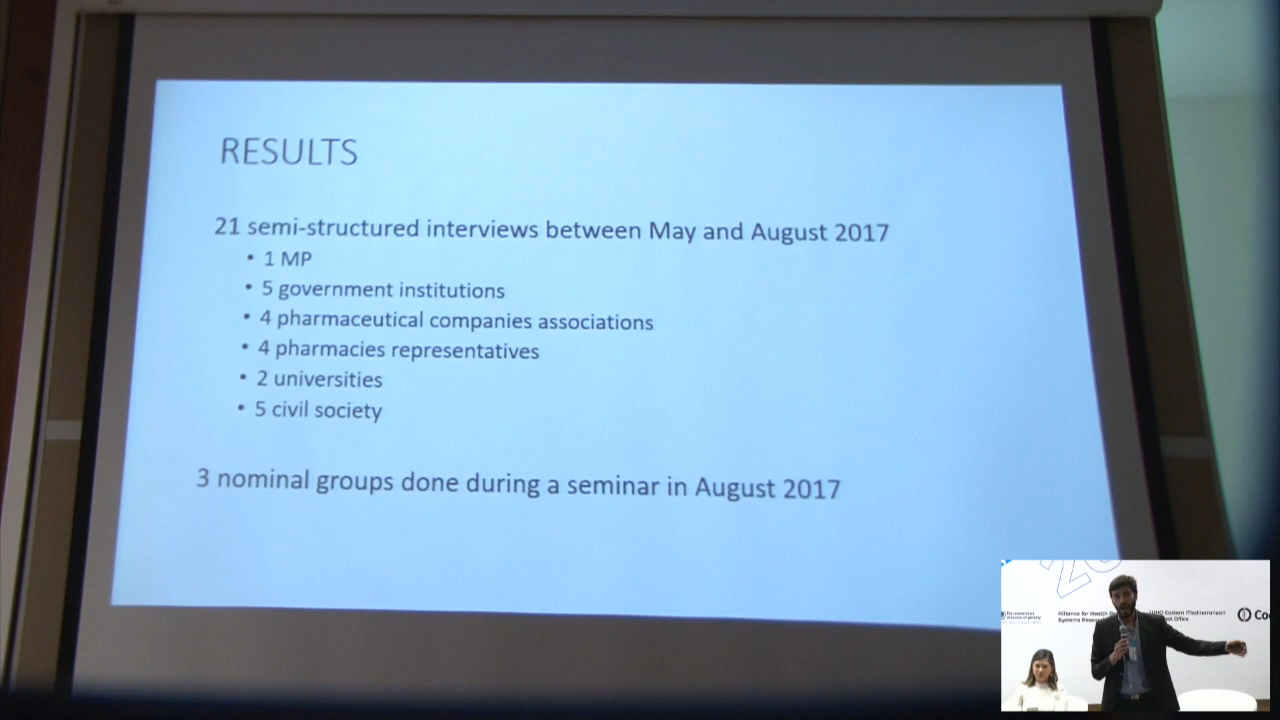 RESULTS
21 semi-structured interviews between May and August 2017
• 1 MP
• 5 government institutions
• 4 pharmaceutical companies associations
• 4 pharmacies representatives
• 2 universities
• 5 civil society
3 nominal groups done during a seminar in August 2017
Alliance for Health
Systems
Eastern Mediterranean
Office